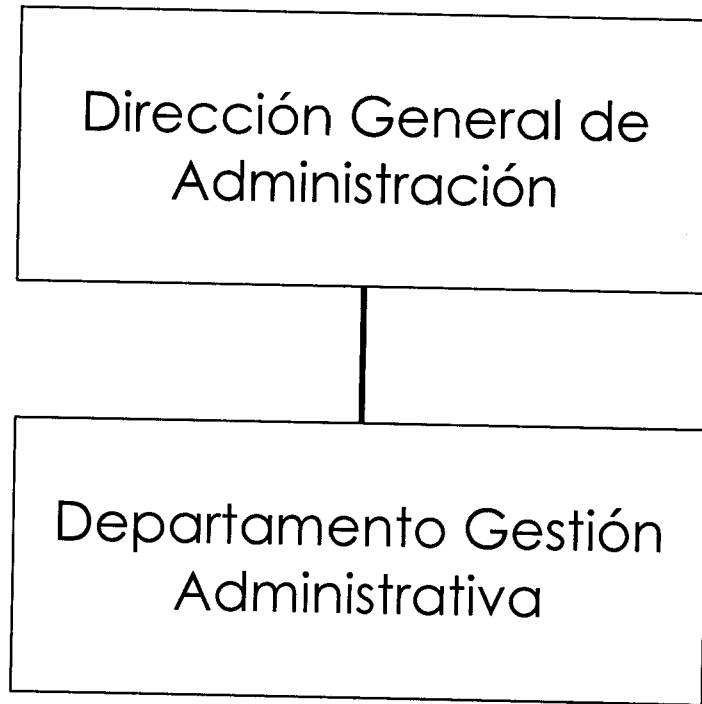 Dirección General de
Administración
Departamento Gestión
Administrativa